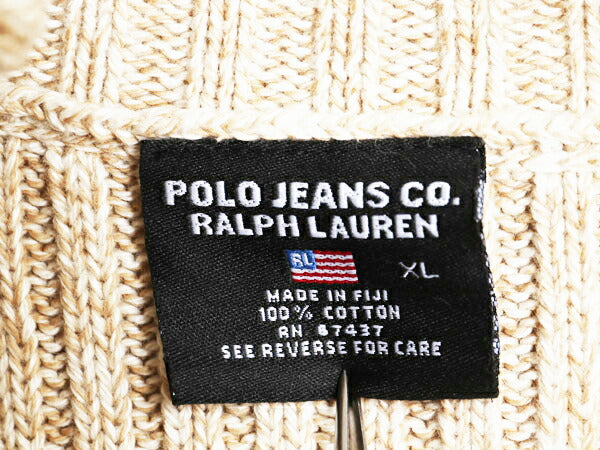 POLO JEANS CO.
RALPH LAUREN
RL
XL
MADE IN FIJI
100% COTTON
RN 67437
SEE REVERSE FOR CARE